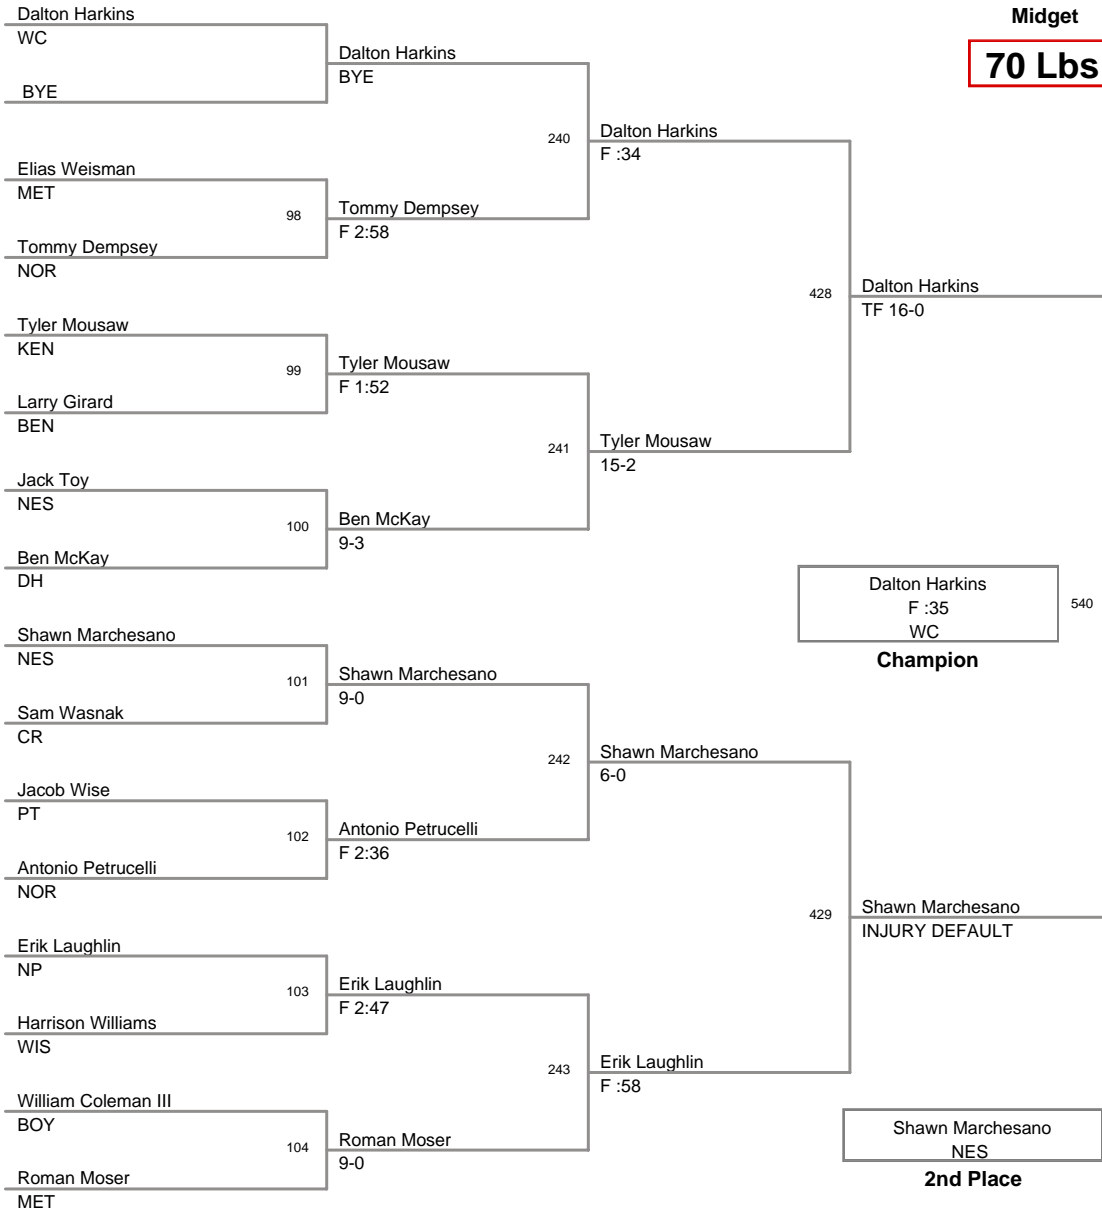 Midget
70 Lbs
Dalton Harkins
WC
BYE
Dalton Harkins
BYE
Elias Weisman
MET
98
Tommy Dempsey
NOR
Tommy Dempsey
F 2:58
240
Dalton Harkins
F :34
Tyler Mousaw
KEN
99
Larry Girard
BEN
Tyler Mousaw
F 1:52
Jack Toy
NES
100
Ben McKay
DH
Ben McKay
9-3
241
Tyler Mousaw
15-2
428
Dalton Harkins
TF 16-0
Shawn Marchesano
NES
101
Sam Wasnak
CR
Shawn Marchesano
9-0
Jacob Wise
PT
102
Antonio Petrucelli
NOR
Antonio Petrucelli
F 2:36
242
Shawn Marchesano
6-0
Erik Laughlin
NP
103
Harrison Williams
WIS
Erik Laughlin
F 2:47
William Coleman III
BOY
104
Roman Moser
MET
Roman Moser
9-0
243
Erik Laughlin
F :58
429
Shawn Marchesano
INJURY DEFAULT
Dalton Harkins
F :35
WC
540
Champion
Shawn Marchesano
NES
2nd Place